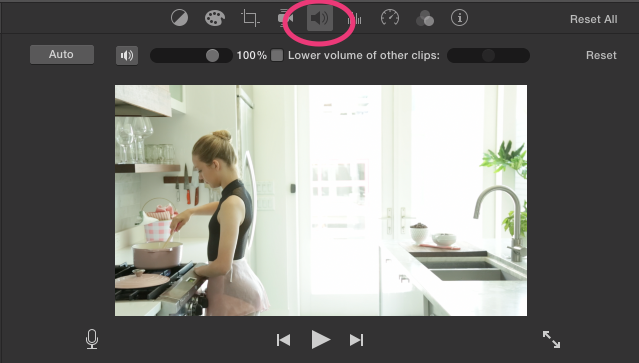 Reset All
Auto 100% Lower volume of other clips: Reset